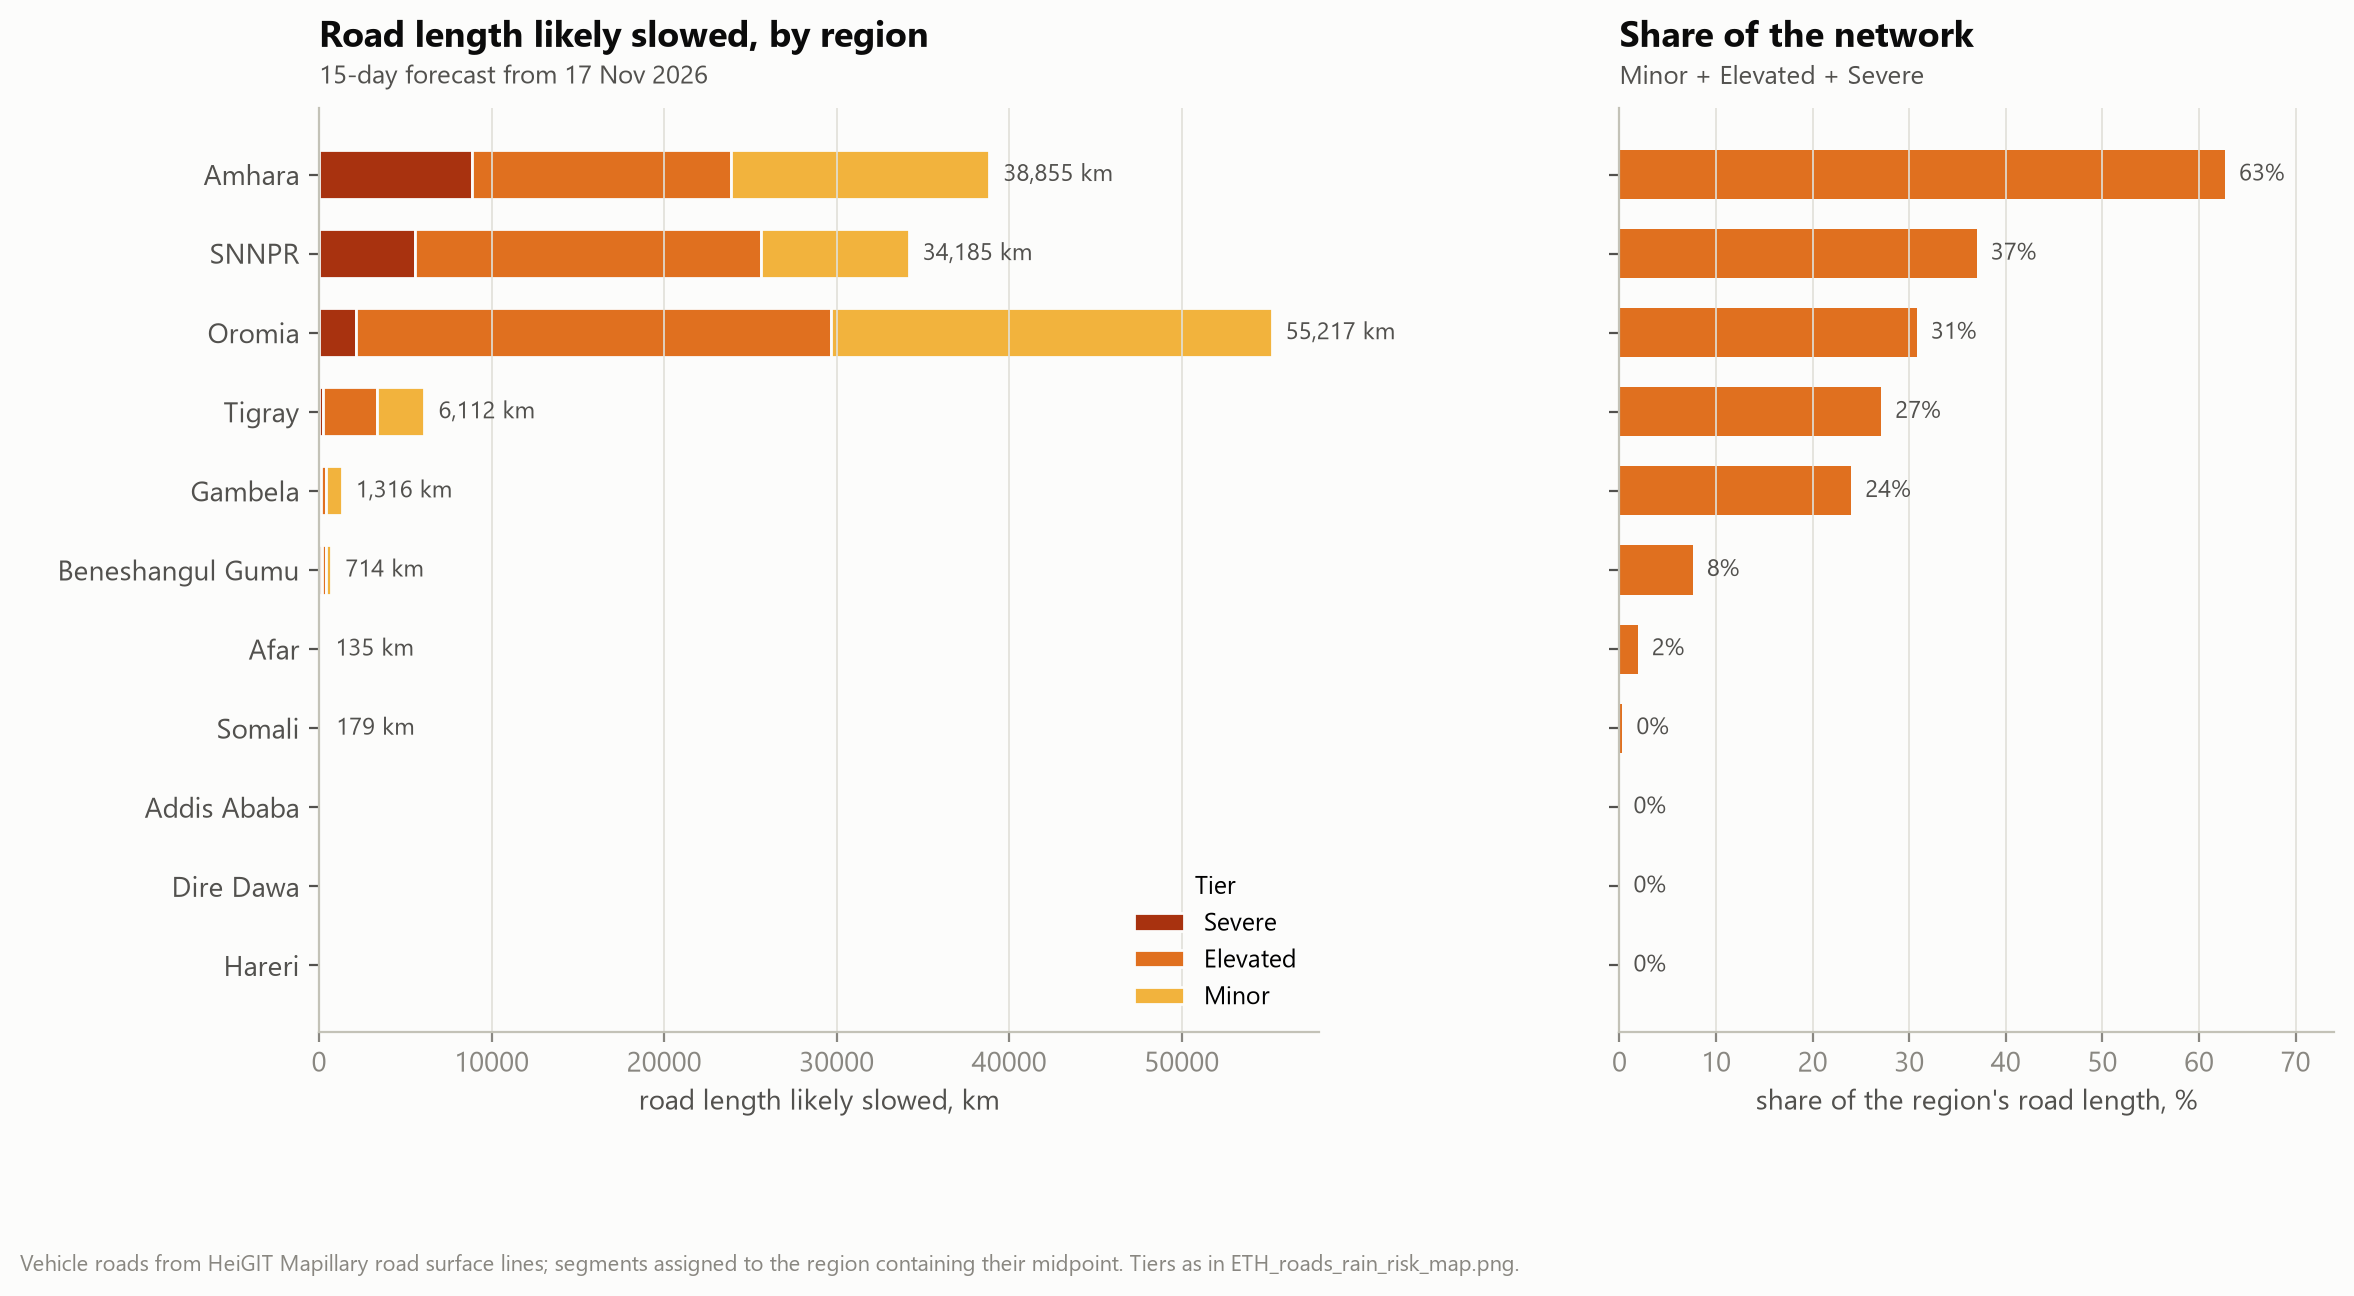 Road length likely slowed, by region
15-day forecast from 17 Nov 2026
Amhara
38,855 km
SNNPR
34,185 km
Oromia
55,217 km
Tigray
6,112 km
Gambela
1,316 km
Beneshangul Gumu
714 km
Afar
135 km
Somali
179 km
Addis Ababa
Dire Dawa
Hareri
Tier
Severe
Elevated
Minor
0 10000 20000 30000 40000 50000
road length likely slowed, km
Share of the network
Minor + Elevated + Severe
63%
37%
31%
27%
24%
8%
2%
0%
0%
0%
0%
0 10 20 30 40 50 60 70
share of the region's road length, %
Vehicle roads from HeiGIT Mapillary road surface lines; segments assigned to the region containing their midpoint. Tiers as in ETH_roads_rain_risk_map.png.